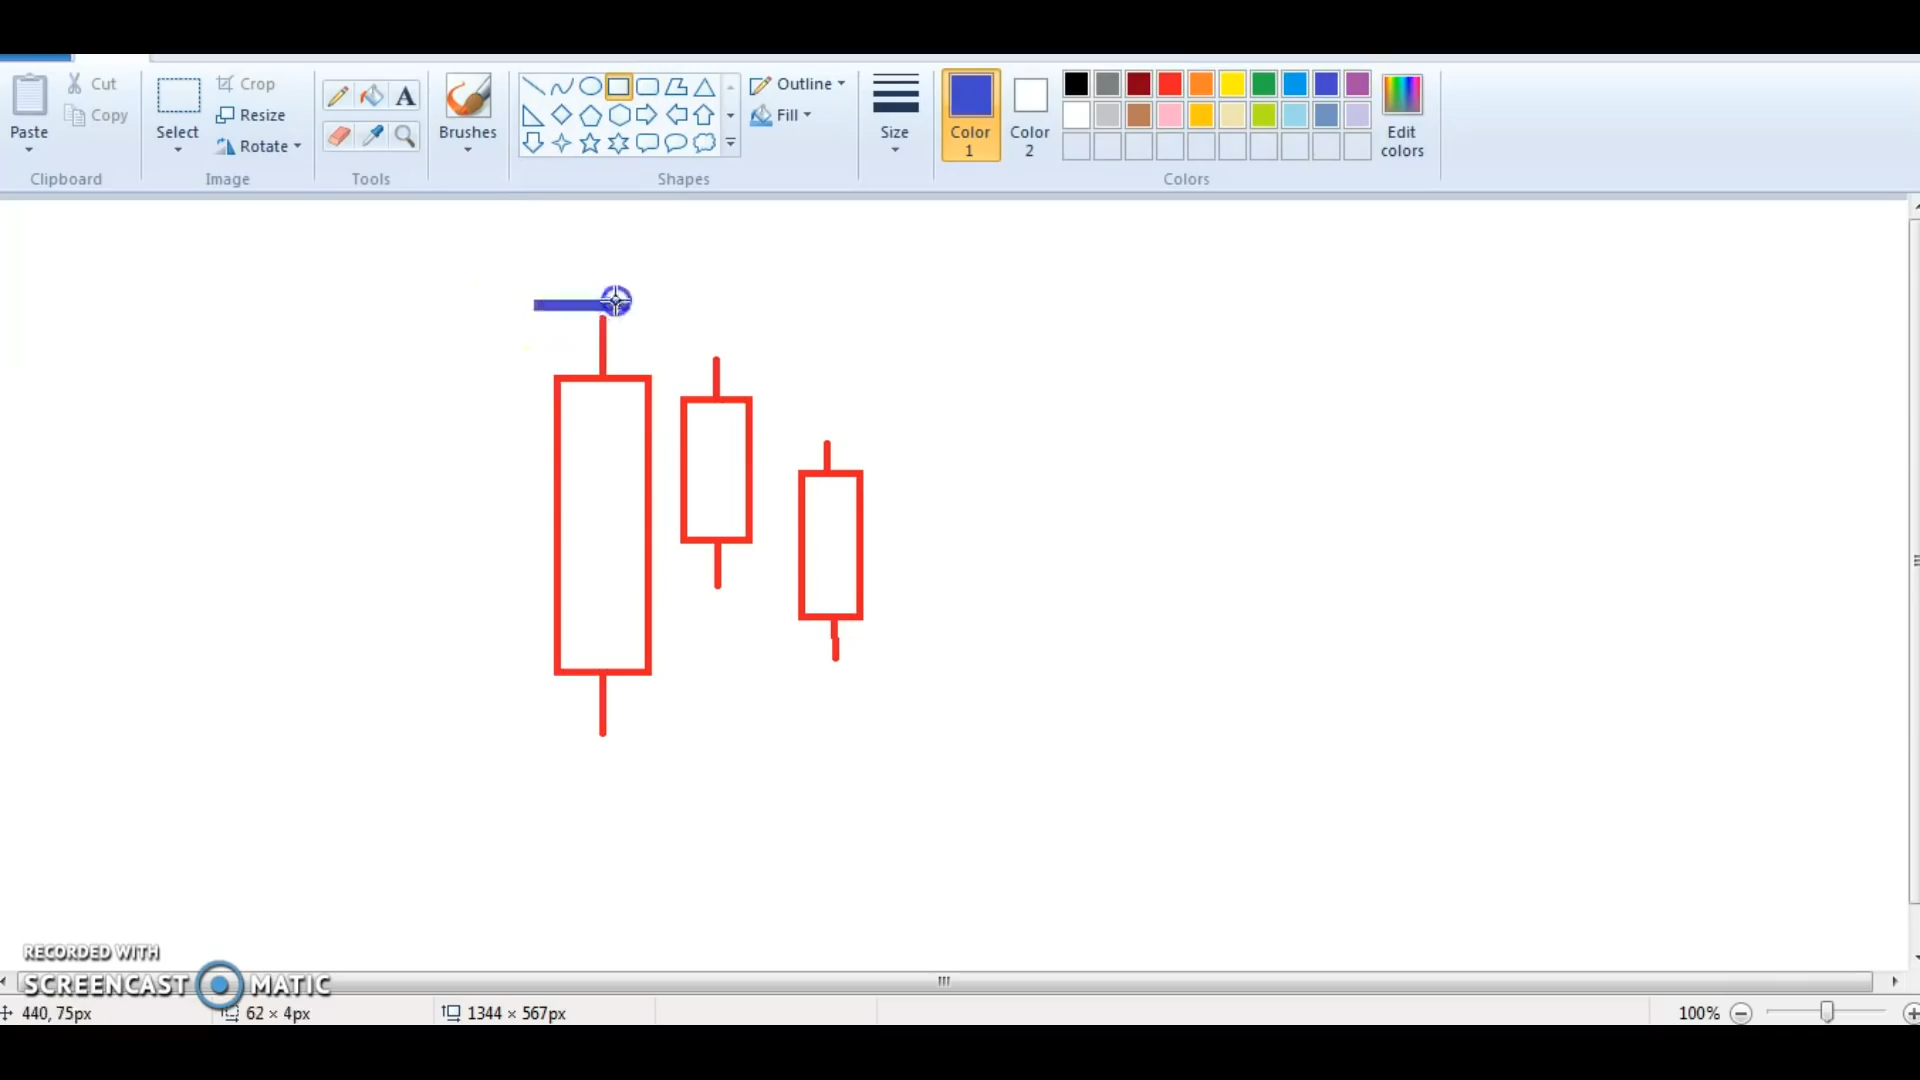 Paste
Cut
Copy
Clipboard
Select
Crop
Resize
Rotate
Image
A
Tools
Brushes
Shapes
Outline
Fill
Size
Color
1
Color
2
Colors
Edit
colors
RECORDED WITH
SCREENCAST MATIC
440, 75px
62 × 4px
1344 × 567px
100%